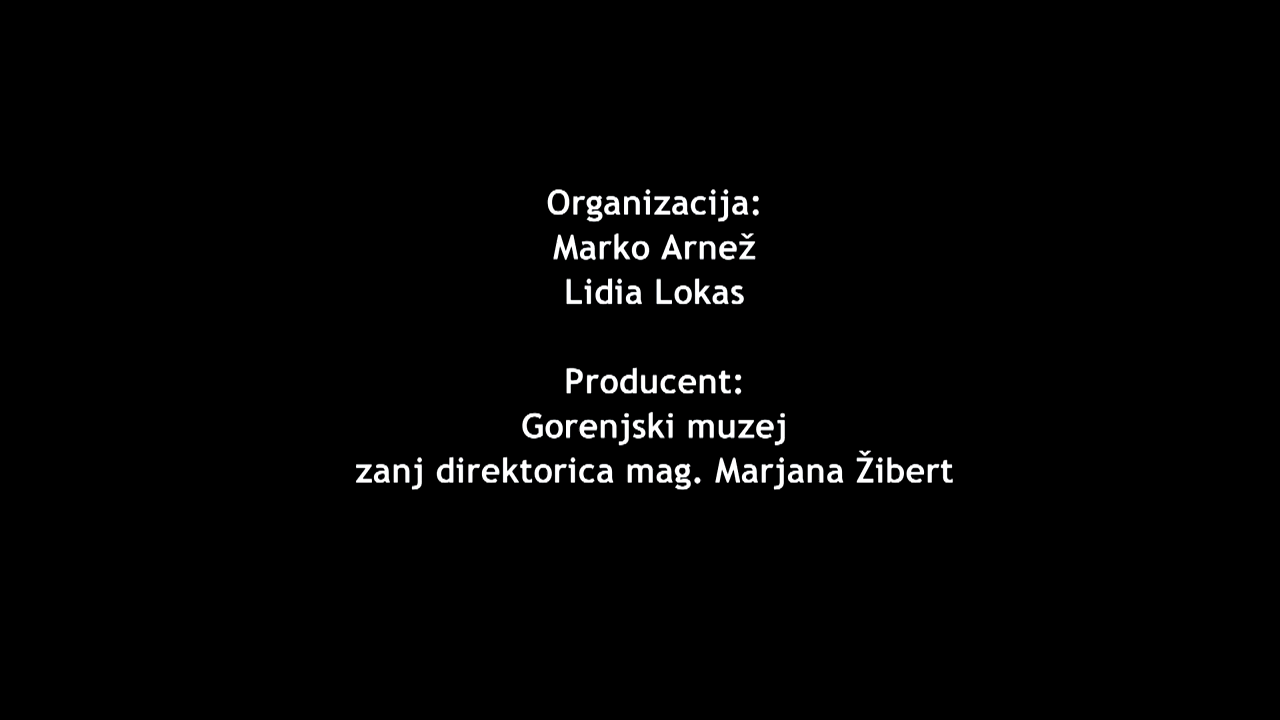 Organizacija:
Marko Arnež
Lidia Lokas
Producent:
Gorenjski muzej
zanj direktorica mag. Marjana Žibert